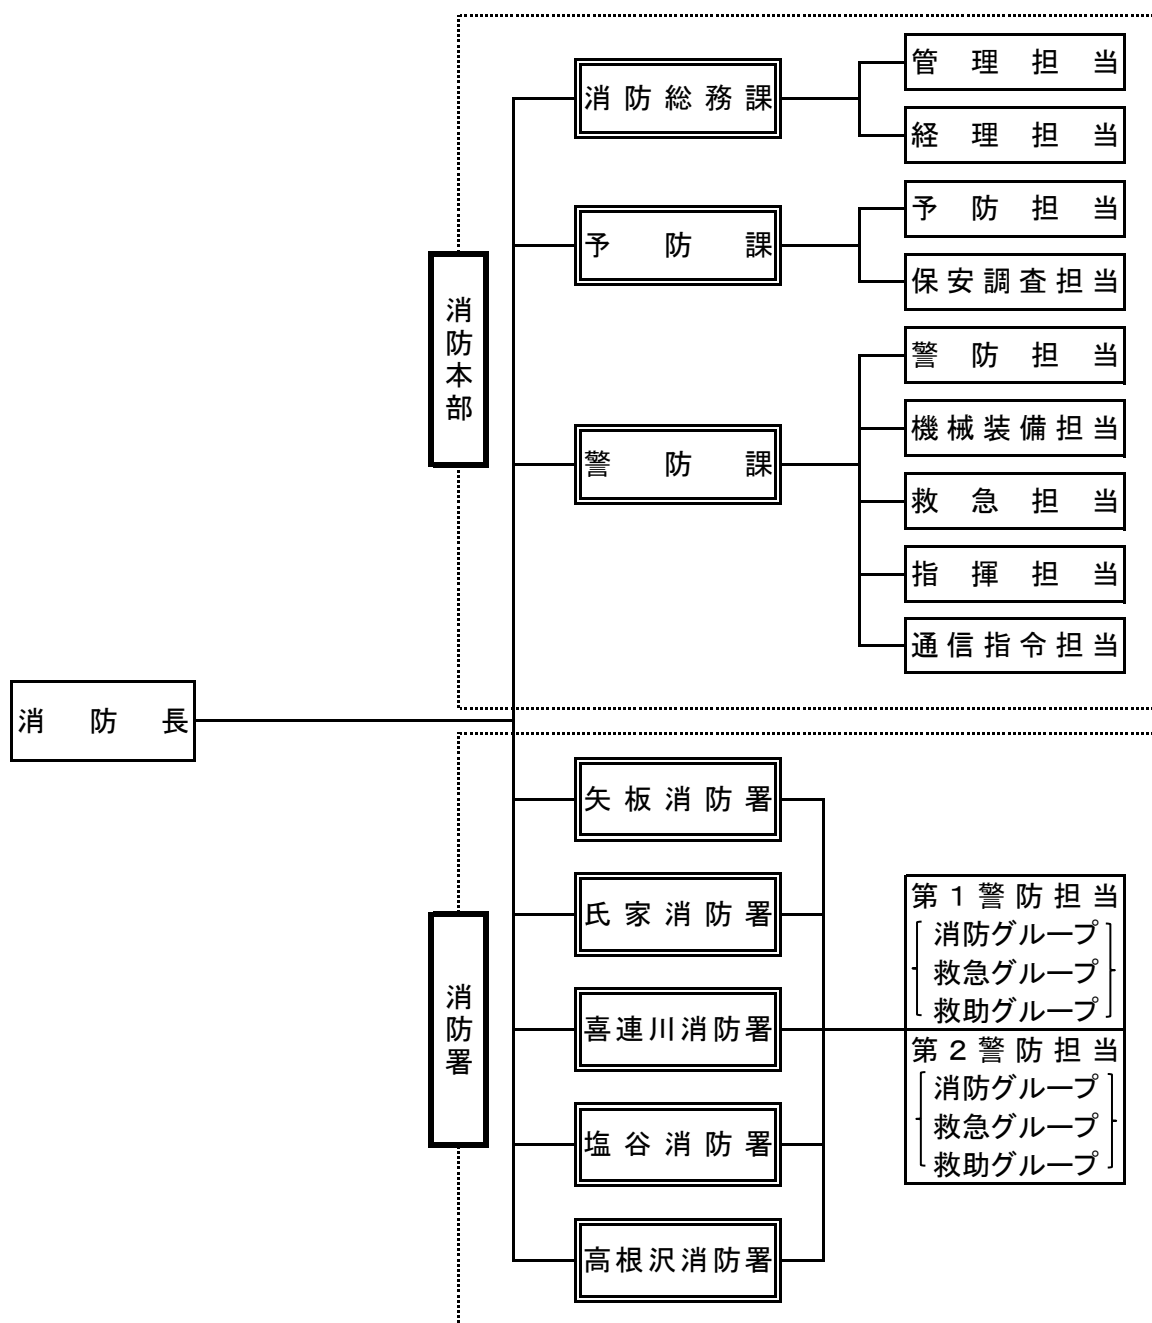 消防長
消防本部
消防総務課
管理担当
経理担当
予防課
予防担当
保安調査担当
警防課
警防担当
機械装備担当
救急担当
指揮担当
通信指令担当
消防署
矢板消防署
氏家消防署
喜連川消防署
塩谷消防署
高根沢消防署
第１警防担当
消防グループ
救急グループ
救助グループ
第２警防担当
消防グループ
救急グループ
救助グループ